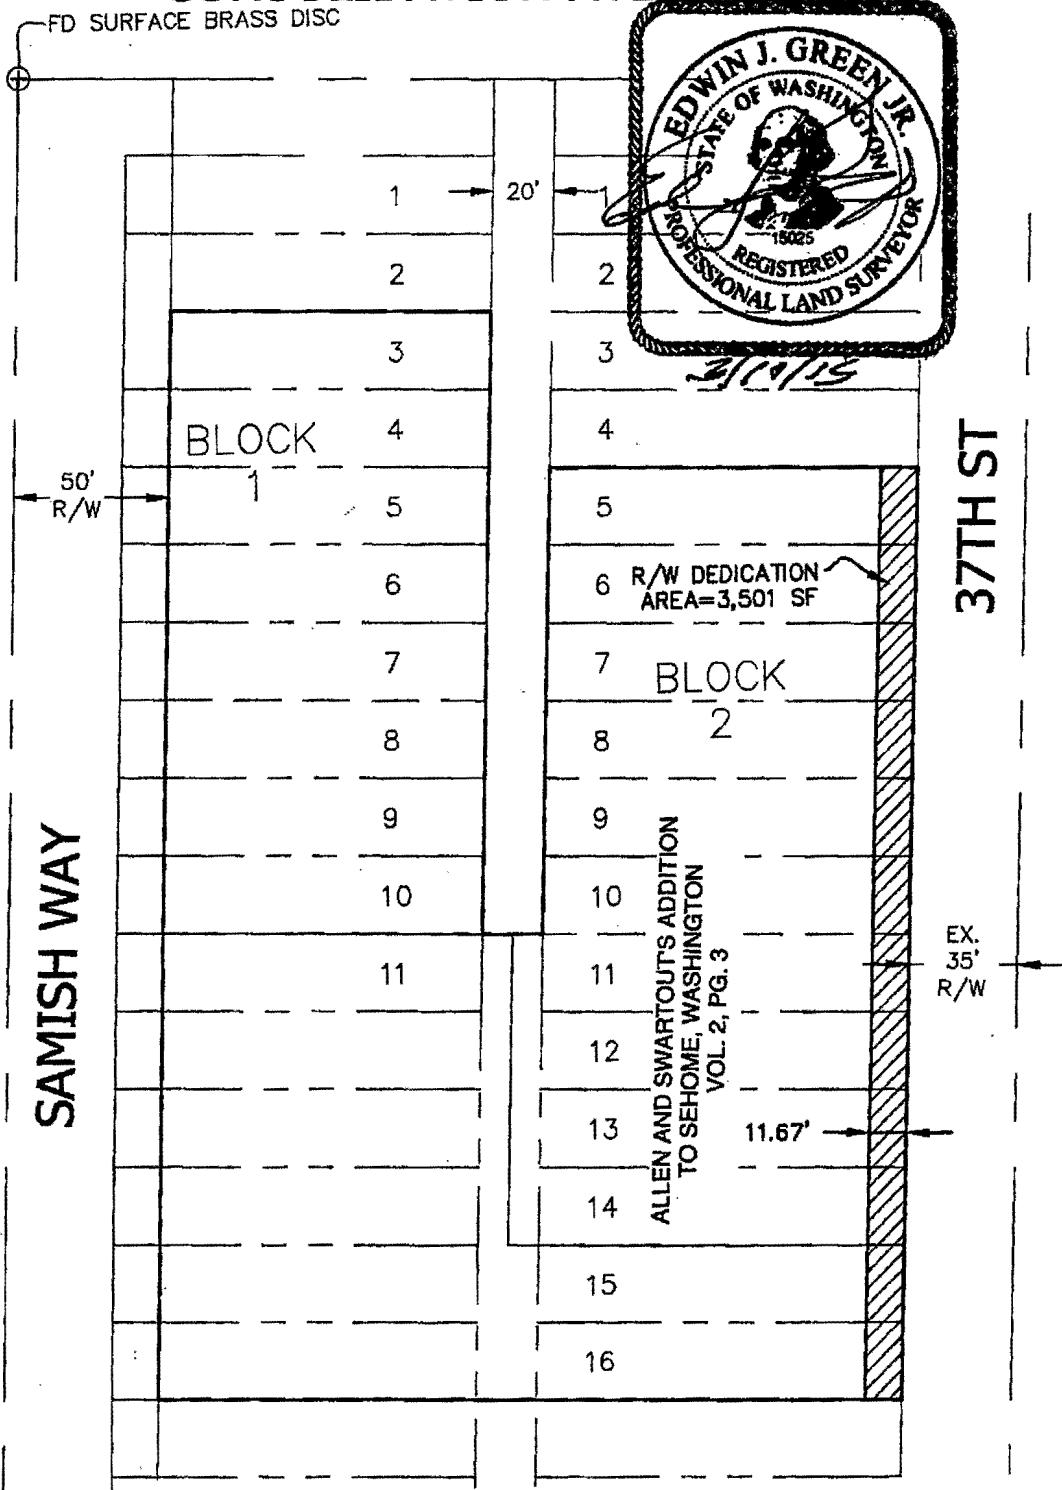 FD SURFACE BRASS DISC
EDWIN J. GREEN JR.
STATE OF WASHINGTON
15025
REGISTERED
PROFESSIONAL LAND SURVEYOR
1
20'
1
2
2
3
3
BLOCK
1
4
4
50'
R/W
5
5
37TH ST
6
6
R/W DEDICATION
AREA=3,501 SF
7
7
BLOCK
2
8
8
9
9
10
10
SAMISH WAY
ALLEN AND SWARTOUT'S ADDITION
TO SEHOME, WASHINGTON
VOL. 2, PG. 3
EX.
35'
R/W
11
11
12
13
11.67'
14
15
16